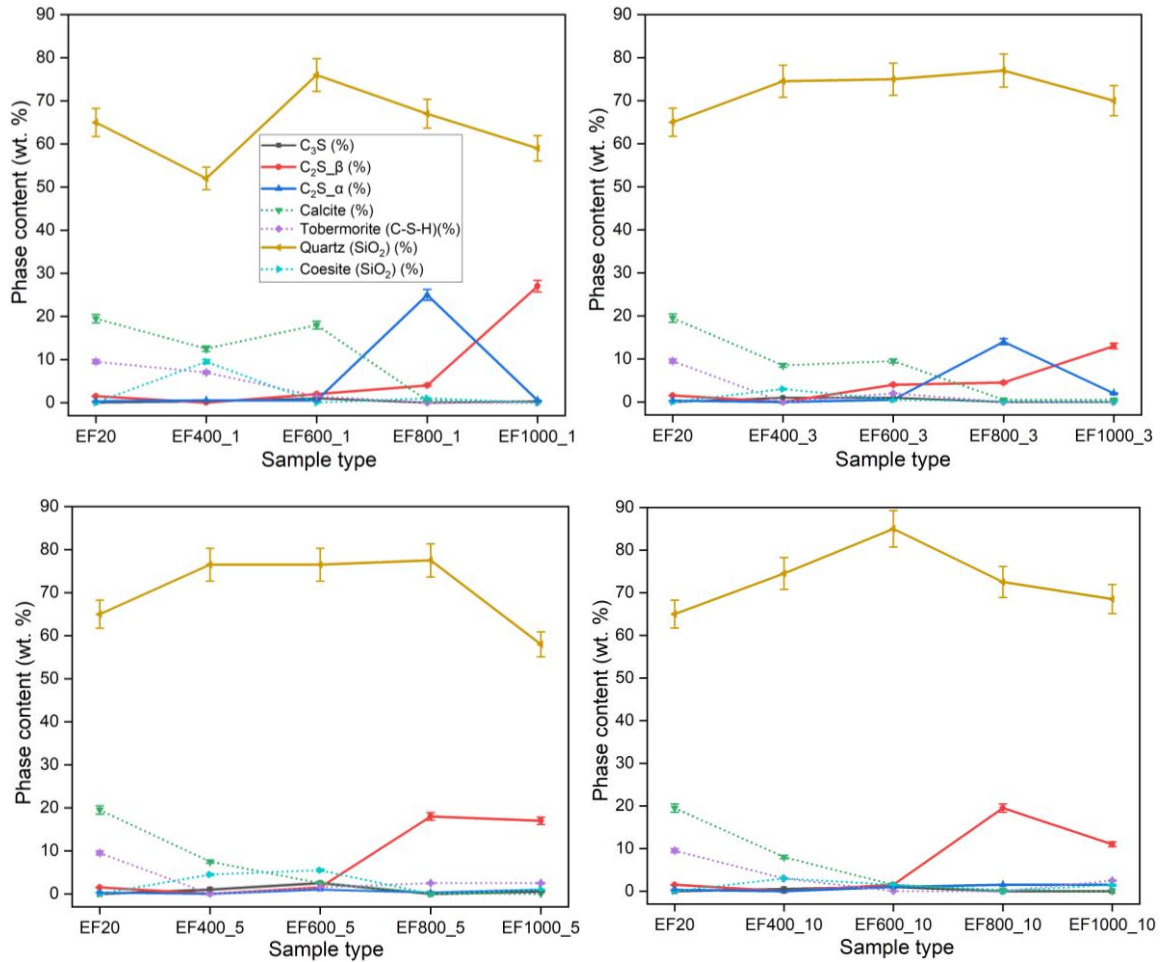 90
80
70
60
50
40
30
20
10
0
Phase content (wt. %)
C₃S (%)
C₂S_β (%)
C₂S_α (%)
Calcite (%)
Tobermorite (C-S-H)(%)
Quartz (SiO₂) (%)
Coesite (SiO₂) (%)
EF20 EF400_1 EF600_1 EF800_1 EF1000_1
Sample type
90
80
70
60
50
40
30
20
10
0
Phase content (wt. %)
EF20 EF400_3 EF600_3 EF800_3 EF1000_3
Sample type
90
80
70
60
50
40
30
20
10
0
Phase content (wt. %)
EF20 EF400_5 EF600_5 EF800_5 EF1000_5
Sample type
90
80
70
60
50
40
30
20
10
0
Phase content (wt. %)
EF20 EF400_10 EF600_10 EF800_10 EF1000_10
Sample type